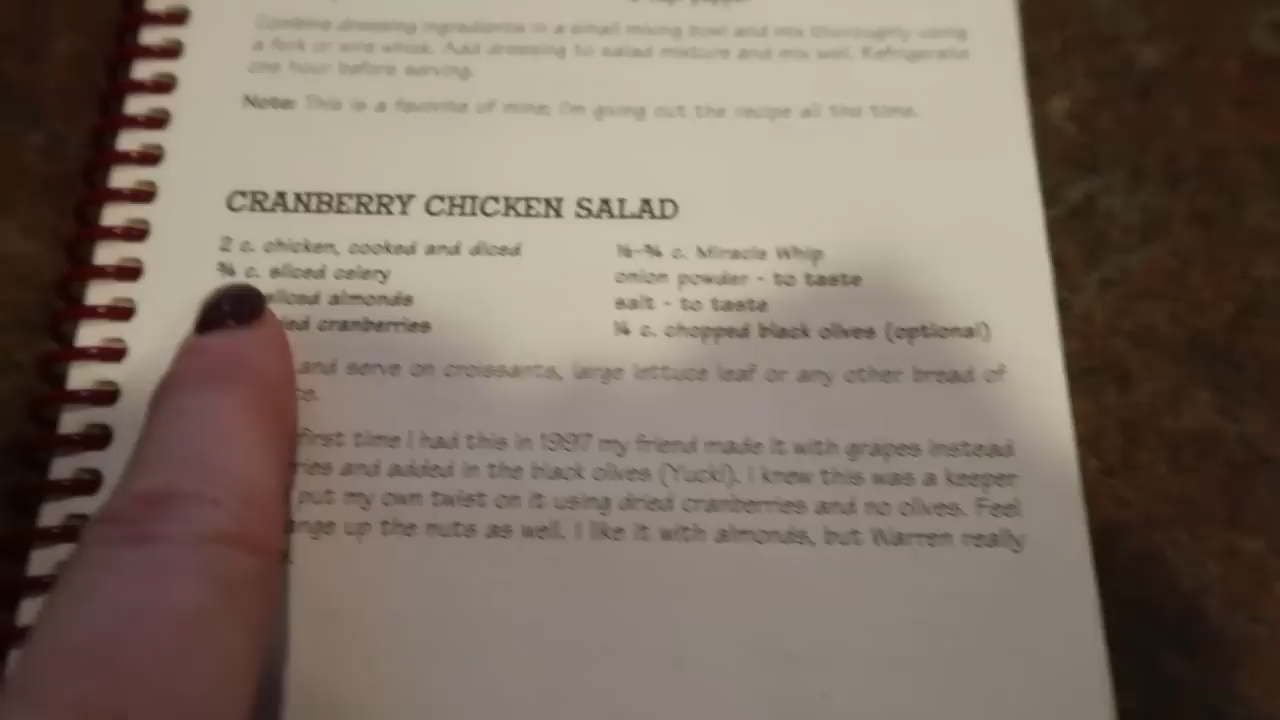 Combine dressing ingredients in a small mixing bowl and mix thoroughly using
a fork or wire whisk. Add dressing to salad mixture and mix well. Refrigerate
one hour before serving.
Note: This is a favorite of mine; I'm giving out the recipe all the time.
CRANBERRY CHICKEN SALAD
2 c. chicken, cooked and diced
¾ c. sliced celery
sliced almonds
cranberries
c. Miracle Whip
onion powder - to taste
salt - to taste
¼ c. chopped black olives (optional)
and serve on croissants, large lettuce leaf or any other bread of
first time I had this in 1997 my friend made it with grapes instead
and added in the black olives (Yuck!). I knew this was a keeper
put my own twist on it using dried cranberries and no olives. Feel
up the nuts as well. I like it with almonds, but Warren really